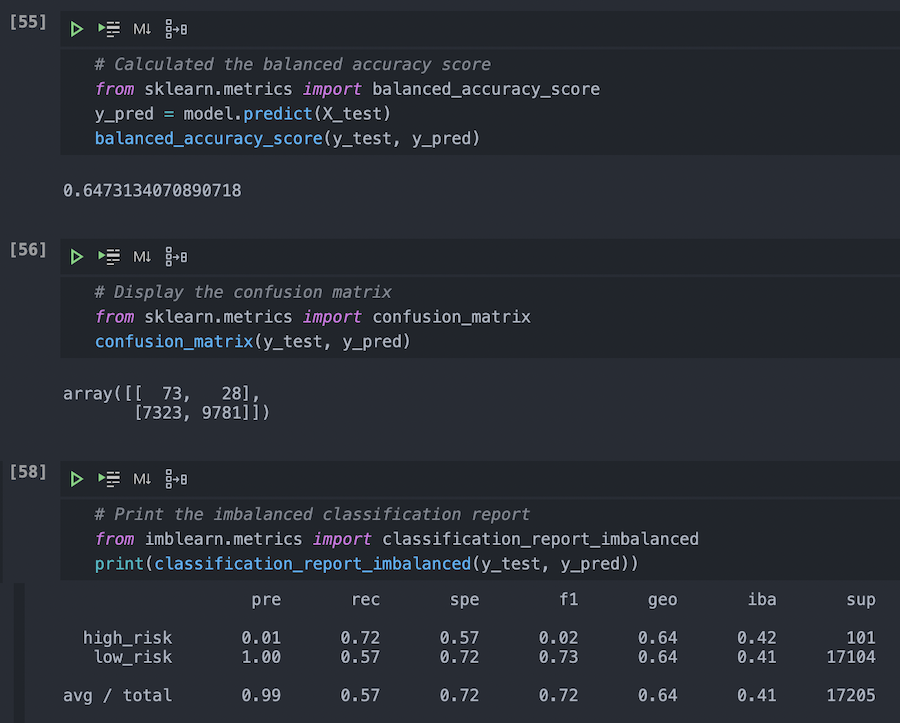 [55]
M↓
# Calculated the balanced accuracy score
from sklearn.metrics import balanced_accuracy_score
y_pred = model.predict(X_test)
balanced_accuracy_score(y_test, y_pred)
0.6473134070890718
[56]
M↓
# Display the confusion matrix
from sklearn.metrics import confusion_matrix
confusion_matrix(y_test, y_pred)
array([[  73,   28],
       [7323, 9781]])
[58]
M↓
# Print the imbalanced classification report
from imblearn.metrics import classification_report_imbalanced
print(classification_report_imbalanced(y_test, y_pred))
pre rec spe f1 geo iba sup
high_risk 0.01 0.72 0.57 0.02 0.64 0.42 101
low_risk 1.00 0.57 0.72 0.73 0.64 0.41 17104
avg / total 0.99 0.57 0.72 0.72 0.64 0.41 17205